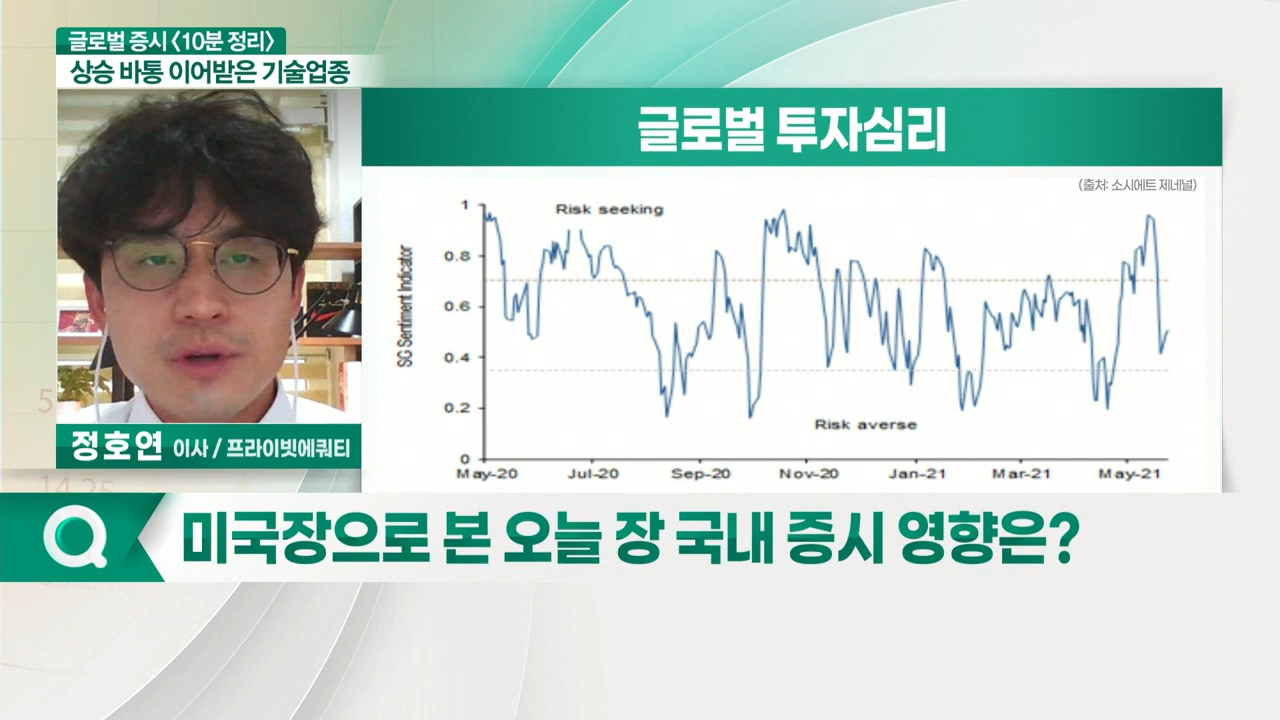 글로벌 증시 <10분 정리>
상승 바통 이어받은 기술업종
글로벌 투자심리
(출처: 소시에트 제네널)
SG Sentiment Indicator
Risk seeking
Risk averse
1
0.8
0.6
0.4
0.2
0
May-20 Jul-20 Sep-20 Nov-20 Jan-21 Mar-21 May-21
정호연 이사 / 프라이빗에쿼티
Q 미국장으로 본 오늘 장 국내 증시 영향은?